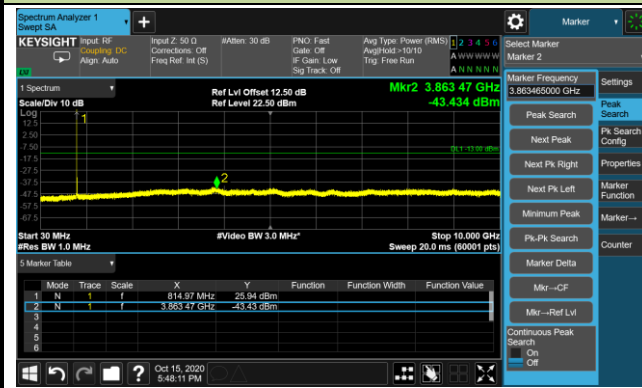 Spectrum Analyzer 1
Swept SA
+
Marker
KEYSIGHT
Input: RF
Coupling: DC
Align: Auto
Input Z: 50 Ω
Corrections: Off
Freq Ref: Int (S)
#Atten: 30 dB
PNO: Fast
Gate: Off
IF Gain: Low
Sig Track: Off
Avg Type: Power (RMS)
Avg|Hold:>10/10
Trig: Free Run
1 2 3 4 5 6
A W W W W W
A N N N N N
Select Marker
Marker 2
1 Spectrum
Scale/Div 10 dB
Ref Lvl Offset 12.50 dB
Ref Level 22.50 dBm
Mkr2 3.863 47 GHz
-43.434 dBm
Log
12.5
2.50
-7.50
-17.5
-27.5
-37.5
-47.5
-57.5
-67.5
1
2
DL1 -13.00 dBm
Start 30 MHz
#Res BW 1.0 MHz
#Video BW 3.0 MHz*
Stop 10.000 GHz
Sweep 20.0 ms (60001 pts)
5 Marker Table
Mode Trace Scale X Y Function Function Width Function Value
1 N 1 f 814.97 MHz 25.94 dBm
2 N 1 f 3.863 47 GHz -43.43 dBm
3
4
5
6
Marker Frequency
3.863465000 GHz
Peak Search
Next Peak
Next Pk Right
Next Pk Left
Minimum Peak
Pk-Pk Search
Marker Delta
Mkr→CF
Mkr→Ref Lvl
Continuous Peak
Search
On
Off
Settings
Peak
Search
Pk Search
Config
Properties
Marker
Function
Marker→
Counter
?
Oct 15, 2020
5:48:11 PM